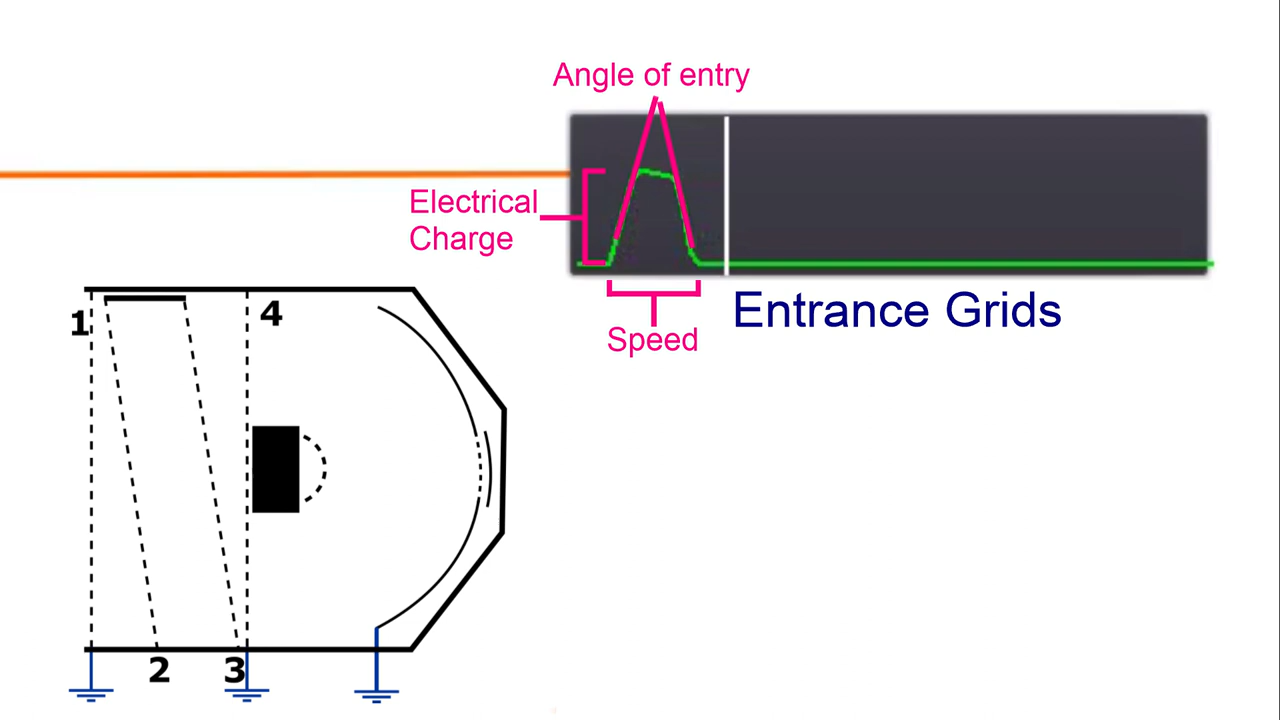 Angle of entry
Electrical
Charge
Speed
Entrance Grids
1
4
2
3